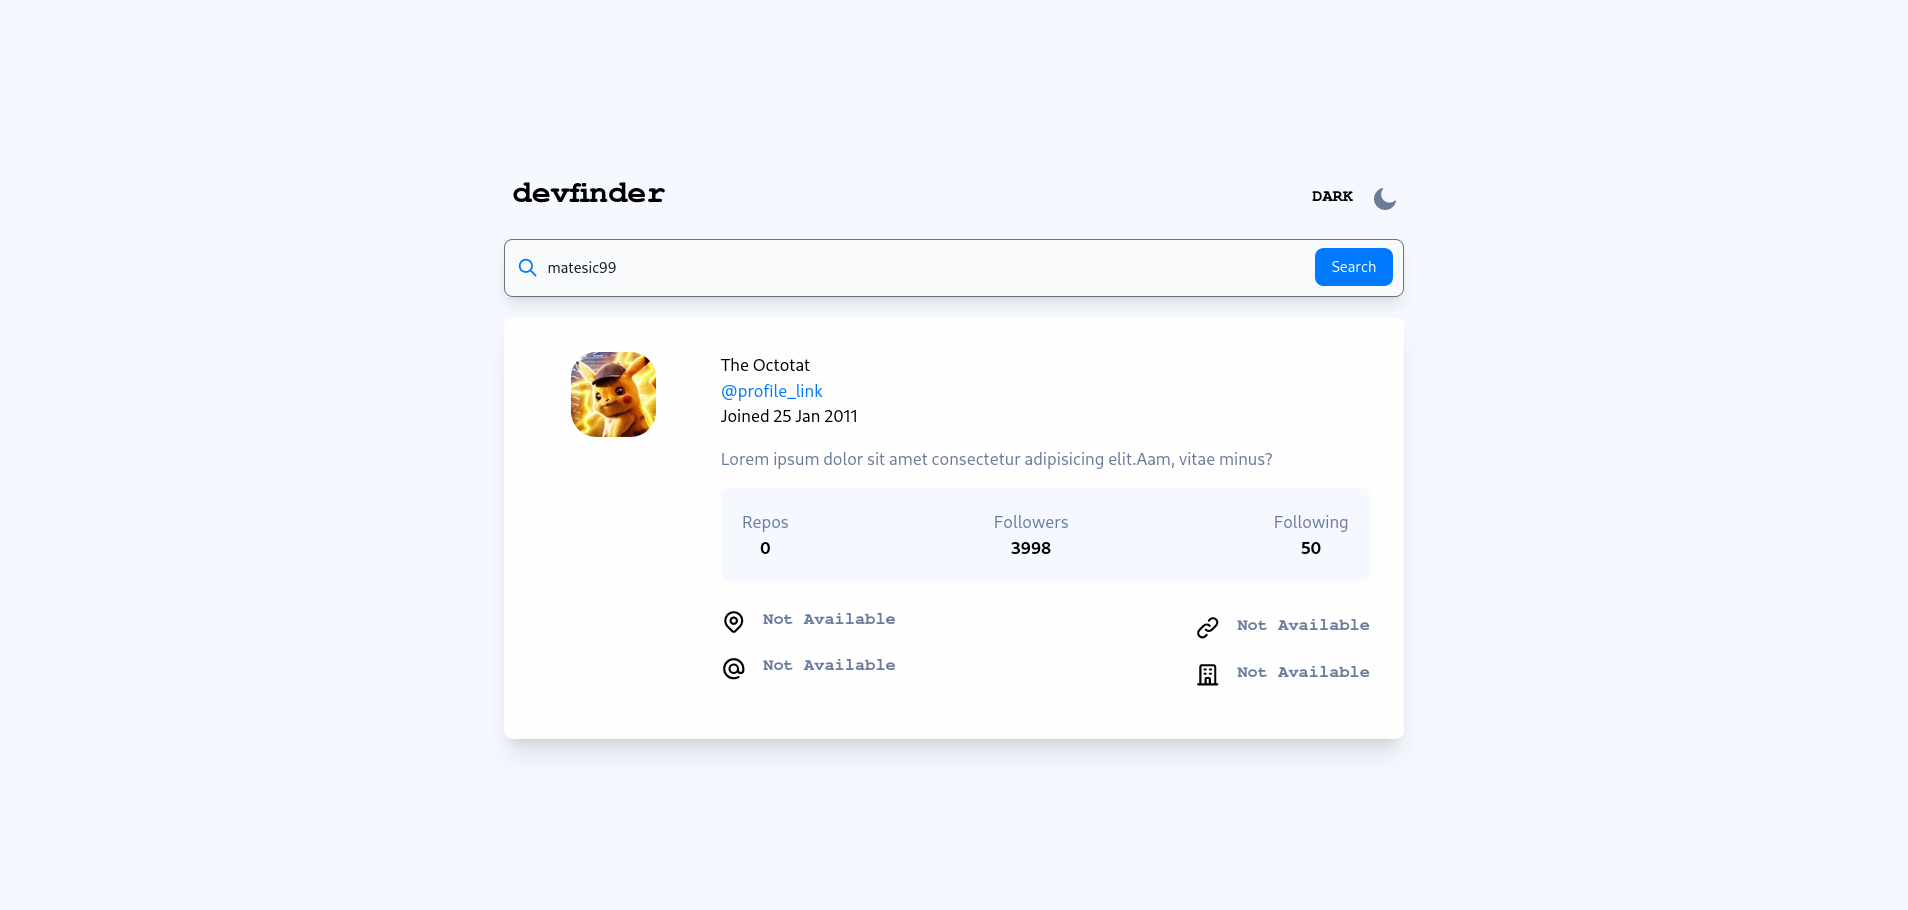 devfinder
DARK
matesic99
Search
The Octotat
@profile_link
Joined 25 Jan 2011
Lorem ipsum dolor sit amet consectetur adipisicing elit.Aam, vitae minus?
Repos
Followers
Following
0
3998
50
Not Available
Not Available
Not Available
Not Available